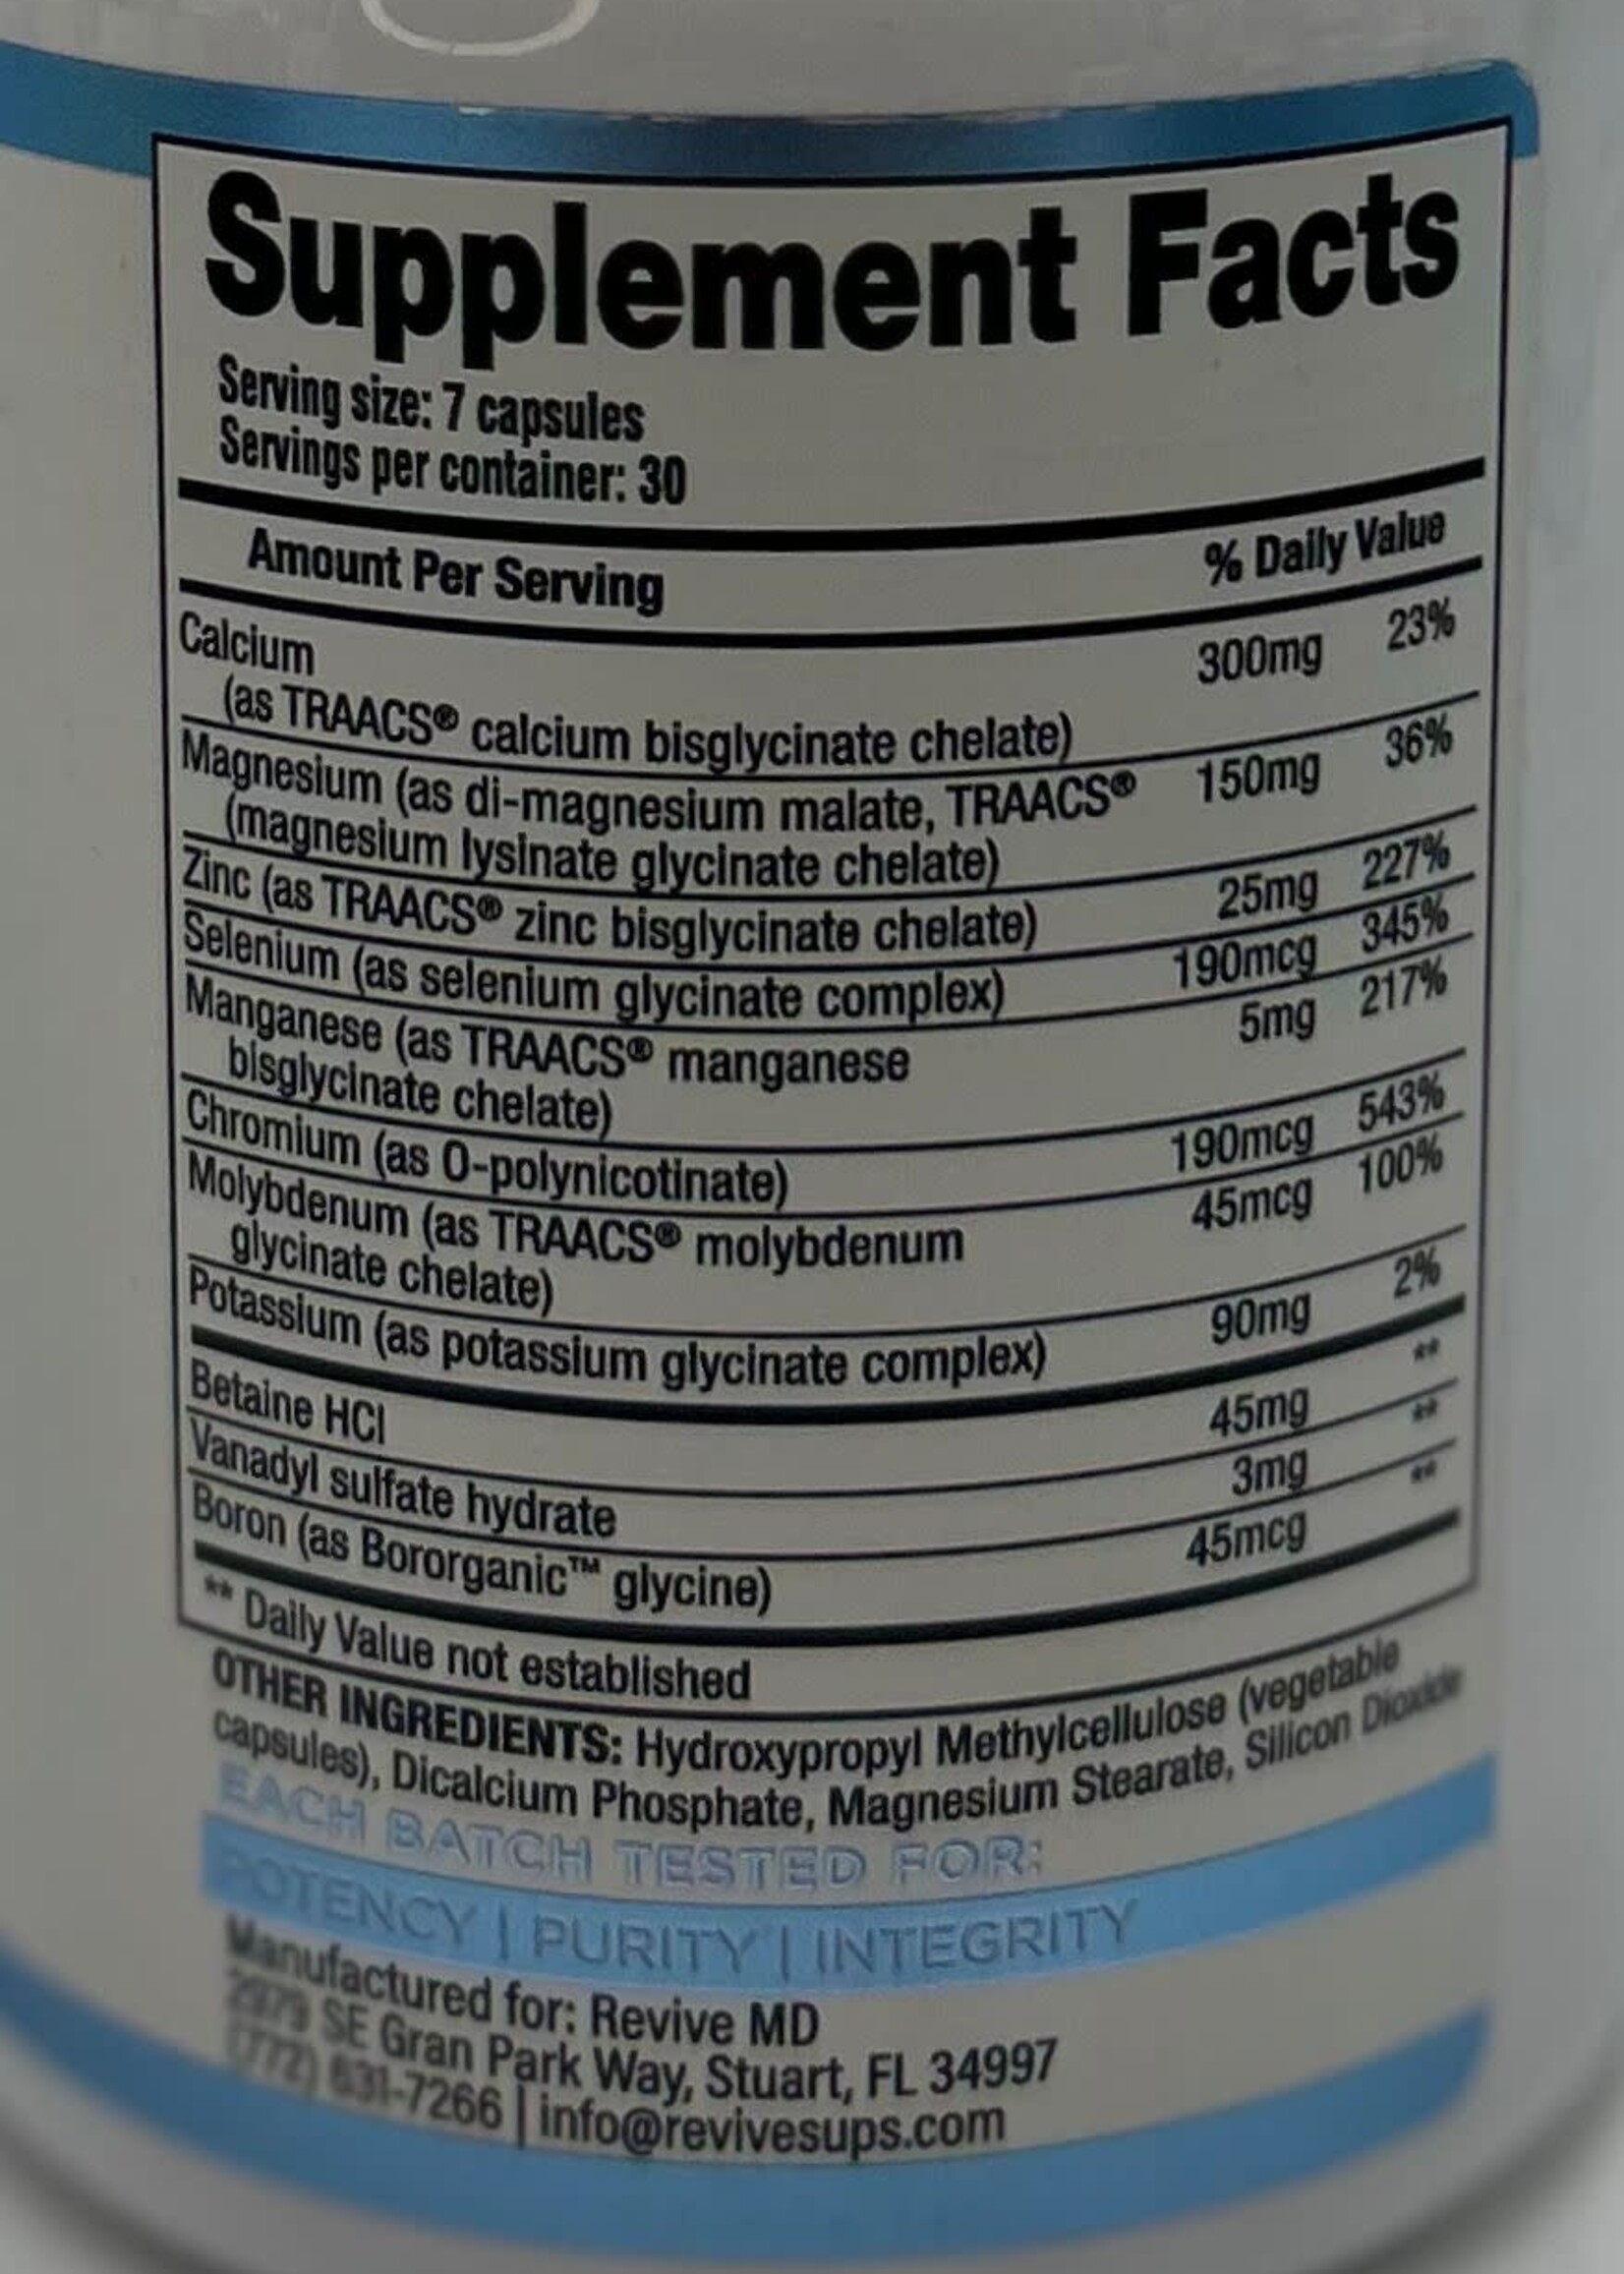 Supplement Facts
Serving size: 7 capsules
Servings per container: 30
Amount Per Serving % Daily Value
Calcium 300mg 23%
(as TRAACS® calcium bisglycinate chelate)
Magnesium (as di-magnesium malate, TRAACS® 150mg 36%
(magnesium lysinate glycinate chelate)
Zinc (as TRAACS® zinc bisglycinate chelate) 25mg 227%
Selenium (as selenium glycinate complex) 190mcg 345%
Manganese (as TRAACS® manganese 5mg 217%
bisglycinate chelate)
Chromium (as O-polynicotinate) 190mcg 543%
Molybdenum (as TRAACS® molybdenum 45mcg 100%
glycinate chelate)
Potassium (as potassium glycinate complex) 90mg 2%
Betaine HCl 45mg **
Vanadyl sulfate hydrate 3mg **
Boron (as Bororganic™ glycine) 45mcg **
** Daily Value not established
OTHER INGREDIENTS: Hydroxypropyl Methylcellulose (vegetable
capsules), Dicalcium Phosphate, Magnesium Stearate, Silicon Dioxide
EACH BATCH TESTED FOR:
POTENCY | PURITY | INTEGRITY
Manufactured for: Revive MD
2979 SE Gran Park Way, Stuart, FL 34997
(772) 631-7266 | info@revivesups.com